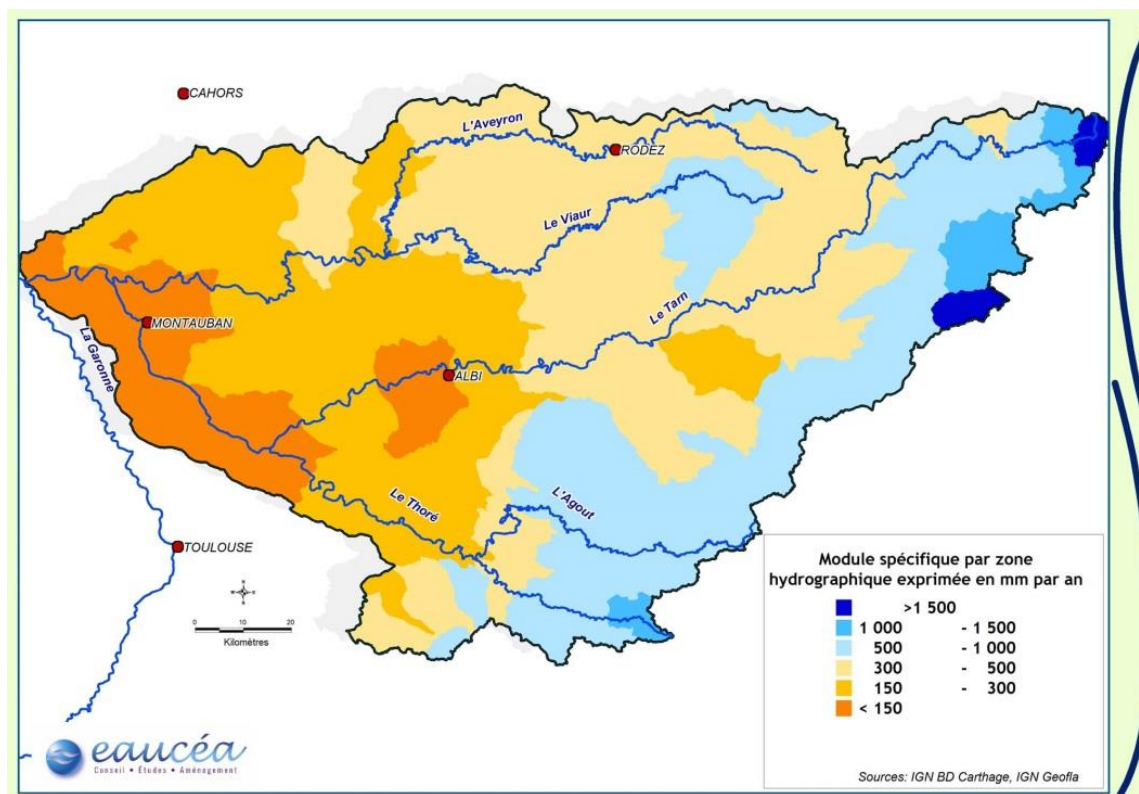 CAHORS
L'Aveyron
RODEZ
Le Viaur
Le Tarn
MONTAUBAN
La Garonne
ALBI
Le Thoré
L'Agout
TOULOUSE
0 10 20
Kilomètres
Module spécifique par zone
hydrographique exprimée en mm par an
>1 500
1 000 - 1 500
500 - 1 000
300 - 500
150 - 300
< 150
eaucéa
Conseil • Études • Aménagement
Sources: IGN BD Carthage, IGN Geofla